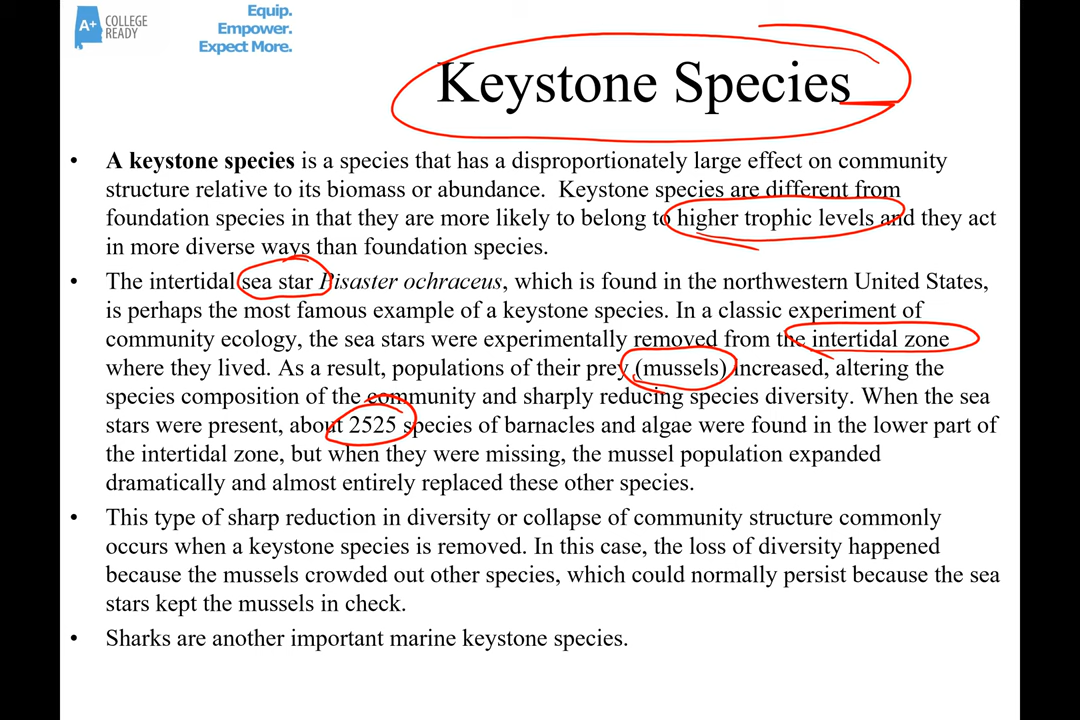 A+ COLLEGE
READY
Equip.
Empower.
Expect More.
Keystone Species
• A keystone species is a species that has a disproportionately large effect on community
structure relative to its biomass or abundance. Keystone species are different from
foundation species in that they are more likely to belong to higher trophic levels and they act
in more diverse ways than foundation species.
• The intertidal sea star Pisaster ochraceus, which is found in the northwestern United States,
is perhaps the most famous example of a keystone species. In a classic experiment of
community ecology, the sea stars were experimentally removed from the intertidal zone
where they lived. As a result, populations of their prey (mussels) increased, altering the
species composition of the community and sharply reducing species diversity. When the sea
stars were present, about 2525 species of barnacles and algae were found in the lower part of
the intertidal zone, but when they were missing, the mussel population expanded
dramatically and almost entirely replaced these other species.
• This type of sharp reduction in diversity or collapse of community structure commonly
occurs when a keystone species is removed. In this case, the loss of diversity happened
because the mussels crowded out other species, which could normally persist because the sea
stars kept the mussels in check.
• Sharks are another important marine keystone species.